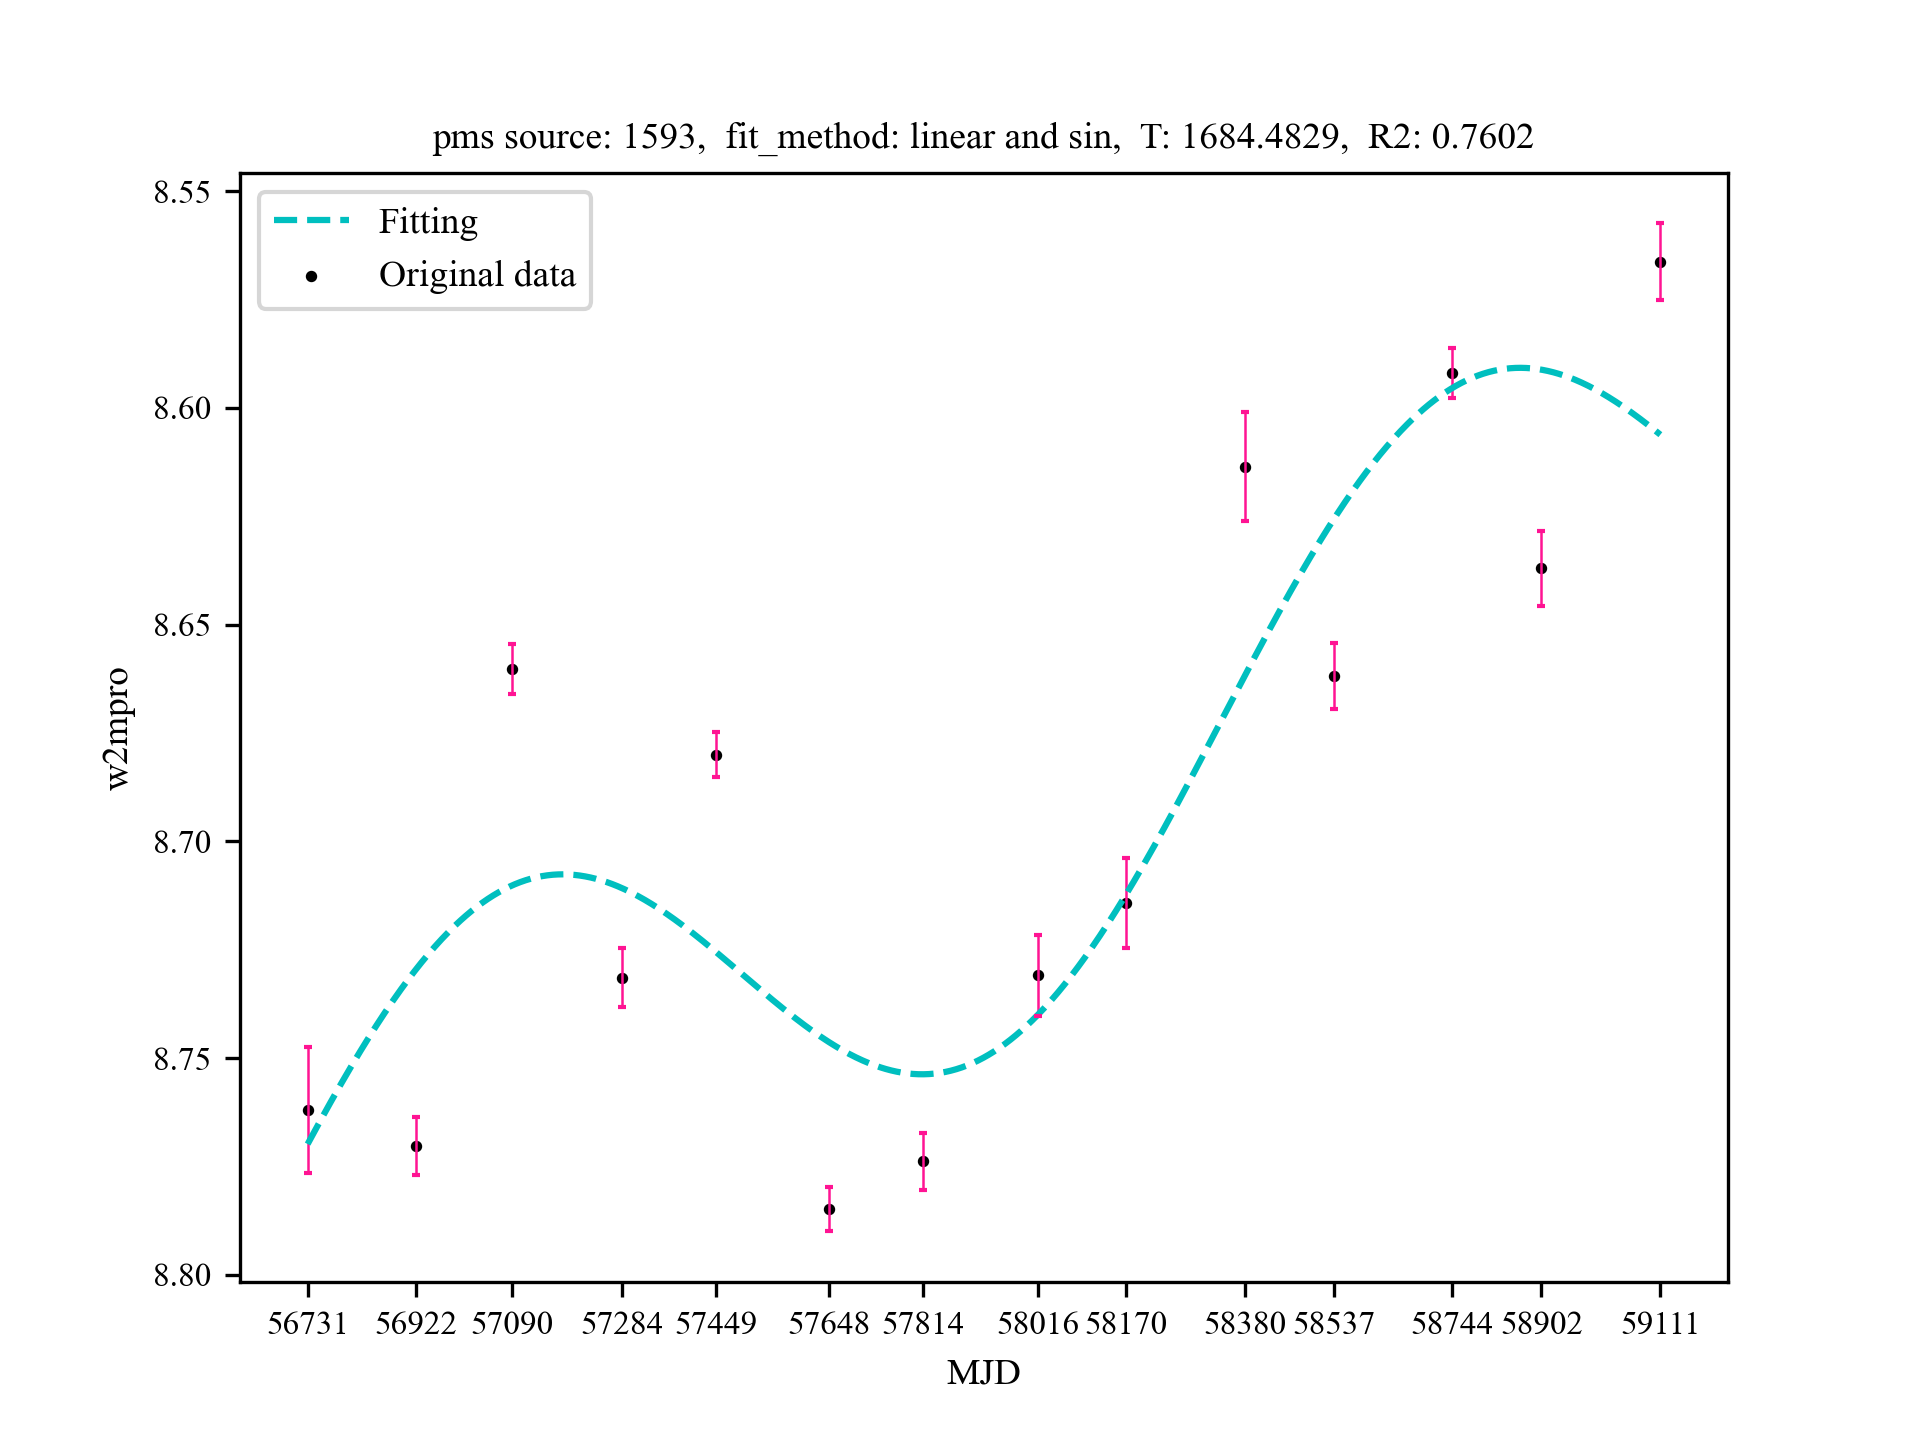 pms source: 1593, fit_method: linear and sin, T: 1684.4829, R2: 0.7602
Fitting
Original data
8.55
8.60
8.65
8.70
8.75
8.80
w2mpro
56731 56922 57090 57284 57449 57648 57814 58016 58170 58380 58537 58744 58902 59111
MJD